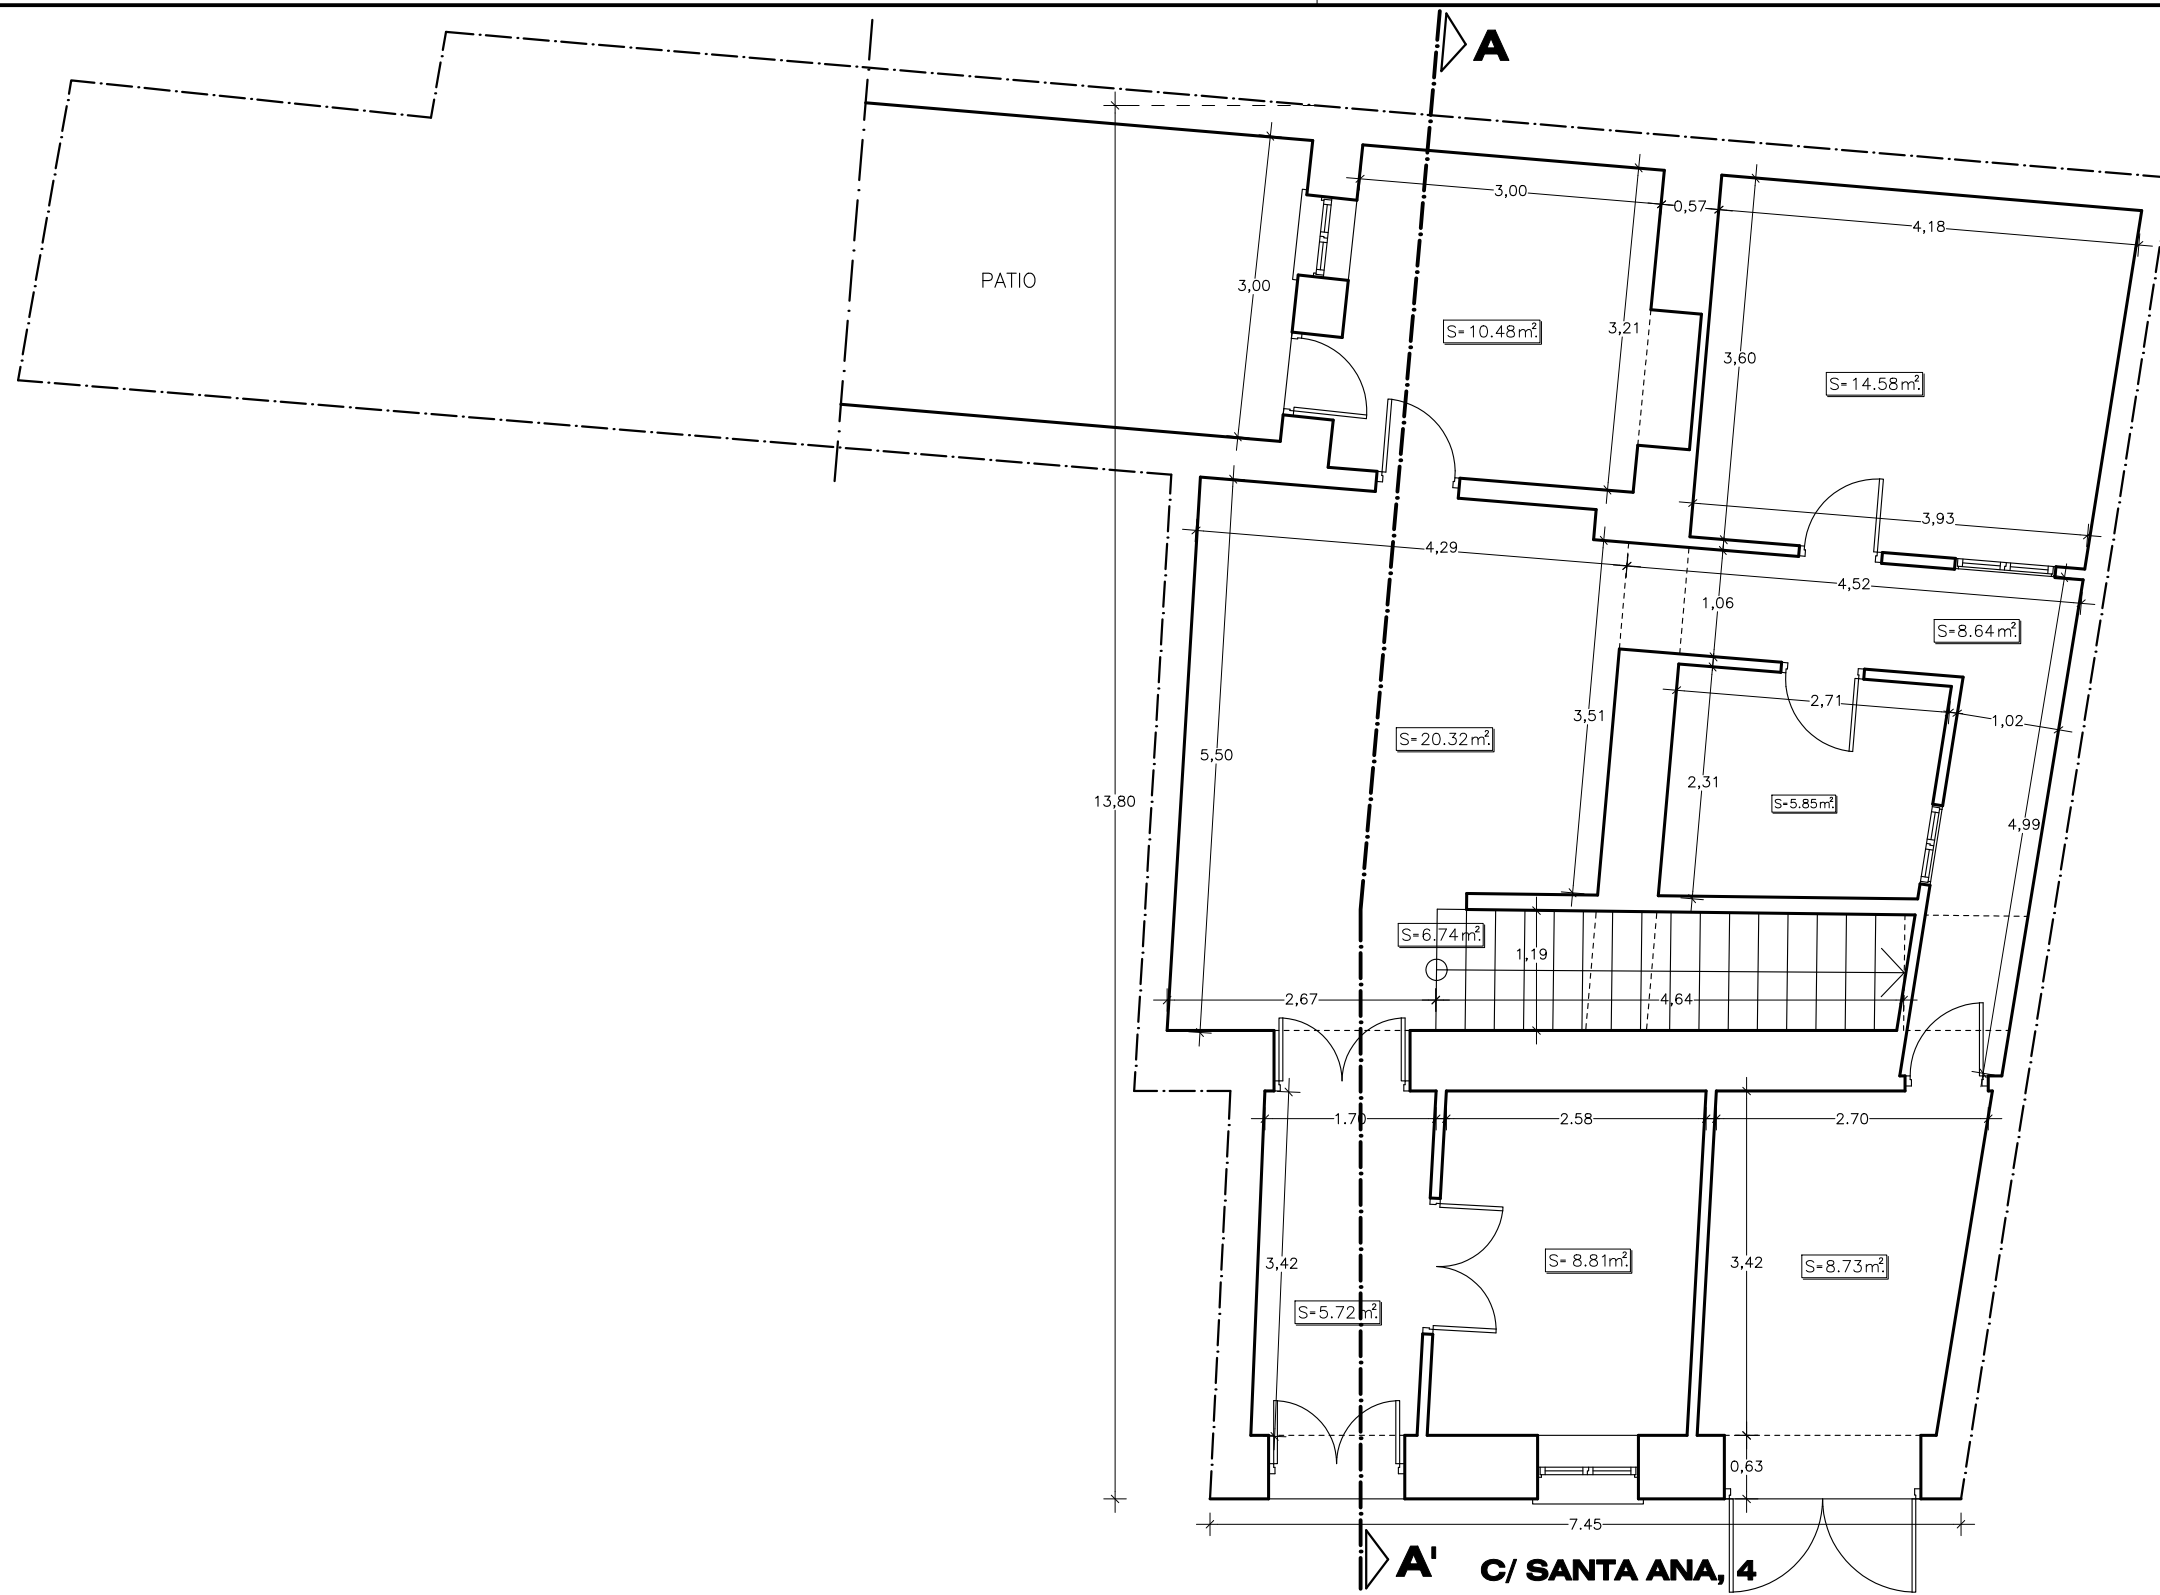 A
3,00
0,57
4,18
PATIO
3,00
S=10.48m².
3,21
3,60
S=14.58m².
3,93
4,29
4,52
1,06
S=8.64m².
2,71
1,02
3,51
S=20.32m².
5,50
2,31
13,80
S=5.85m².
4,99
S=6.74m².
1,19
2,67
4,64
1.70
2.58
2.70
3,42
S= 8.81m².
3,42
S=8.73m².
S=5.72m².
0,63
7.45
A'
C/ SANTA ANA, 4